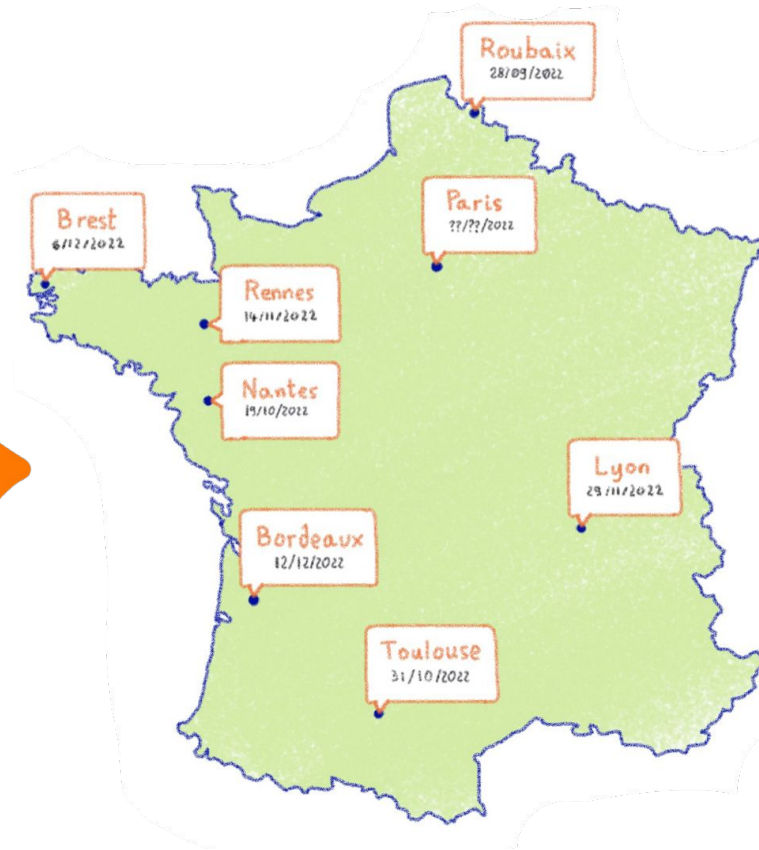 Roubaix
28/09/2022
Paris
??/??/2022
Brest
6/12/2022
Rennes
14/11/2022
Nantes
19/10/2022
Lyon
29/11/2022
Bordeaux
12/12/2022
Toulouse
31/10/2022